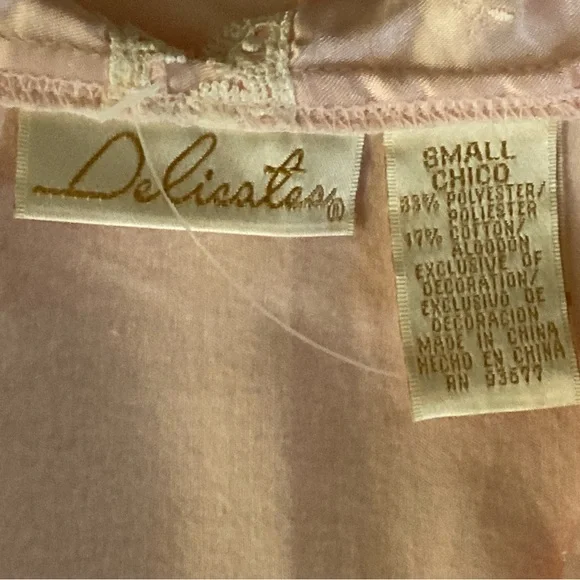 Delicates®
SMALL
CHICO
83% POLYESTER/
POLIESTER
17% COTTON/
ALGODON
EXCLUSIVE OF
DECORATION/
EXCLUSIVO DE
DECORACION
MADE IN CHINA
HECHO EN CHINA
RN 93677